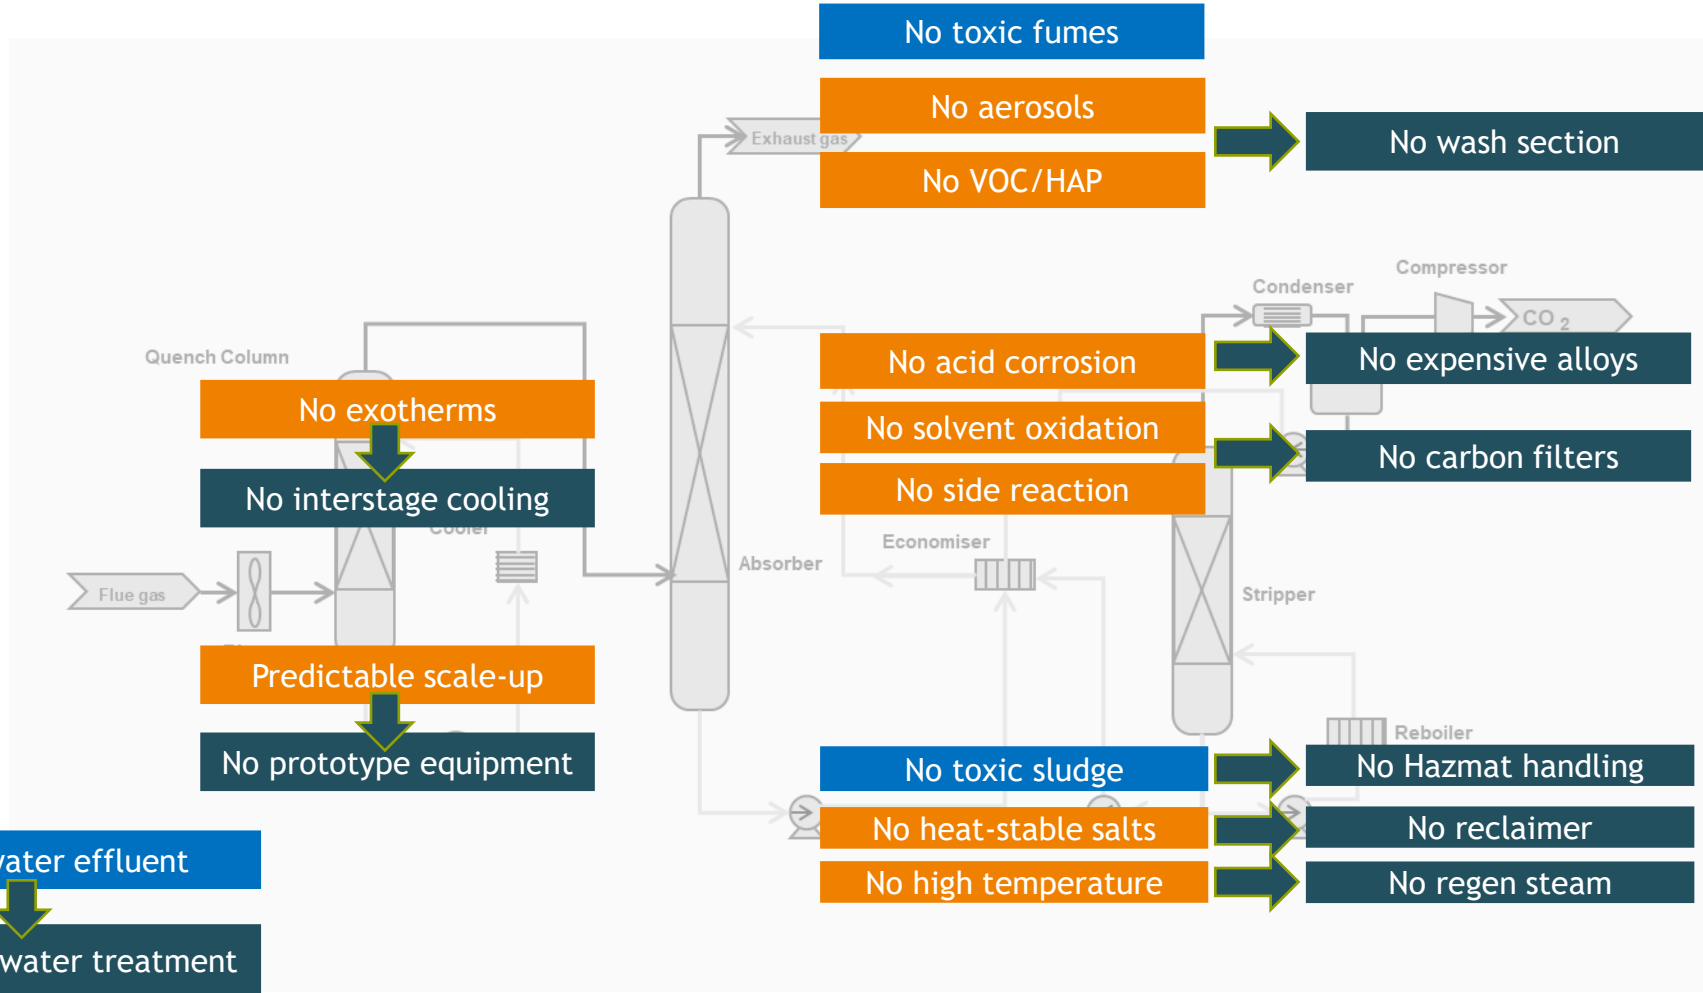 No toxic fumes
No aerosols
Exhaust gas
No wash section
No VOC/HAP
Compressor
Condenser
CO 2
Quench Column
No acid corrosion
No expensive alloys
No exotherms
No solvent oxidation
No carbon filters
No side reaction
No interstage cooling
Cooler
Economiser
Absorber
Flue gas
Stripper
Predictable scale-up
No prototype equipment
Reboiler
No toxic sludge
No Hazmat handling
No heat-stable salts
No reclaimer
No high temperature
No regen steam
water effluent
water treatment